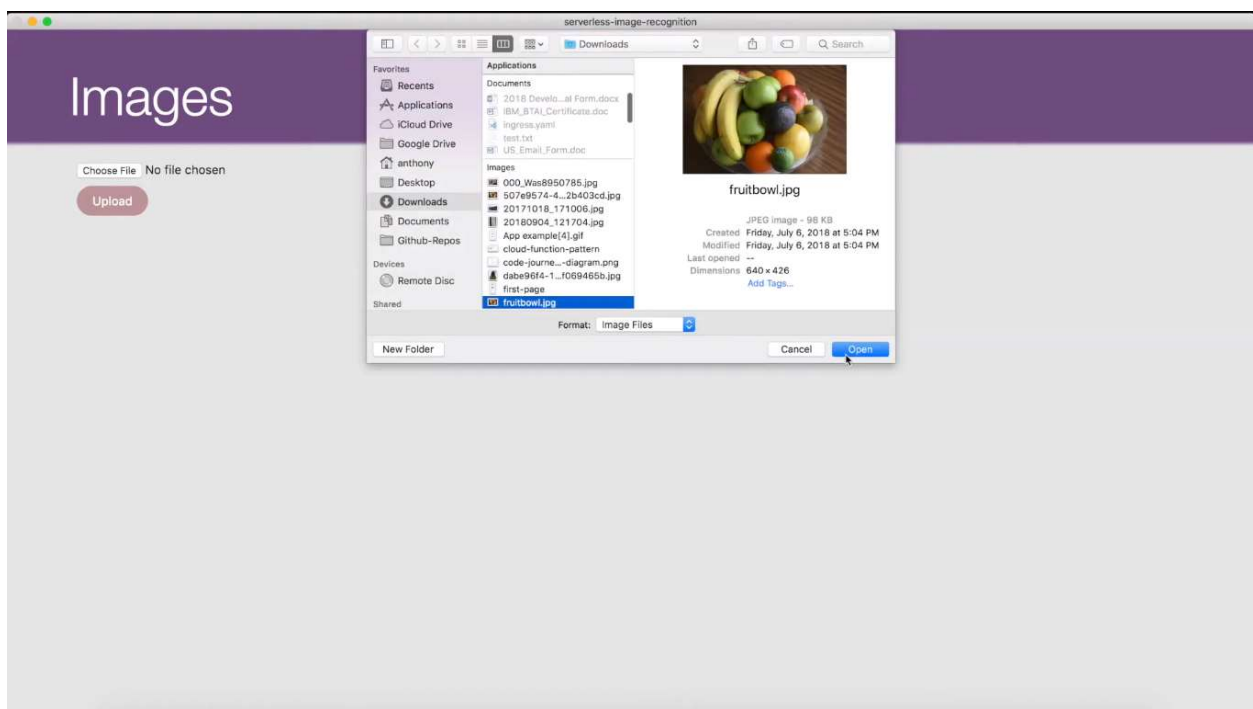 serverless-image-recognition
Images
Choose File No file chosen
Upload
Downloads
Search
Favorites
Recents
Applications
iCloud Drive
Google Drive
anthony
Desktop
Downloads
Documents
Github-Repos
Devices
Remote Disc
Shared
Applications
Documents
2018 Develo...al Form.docx
IBM_BTAI_Certificate.doc
ingress.yaml
test.txt
US_Email_Form.doc
Images
000_Was8950785.jpg
507e9574-4...2b403cd.jpg
20171018_171006.jpg
20180904_121704.jpg
App example[4].gif
cloud-function-pattern
code-journe...-diagram.png
dabe96f4-1...f069465b.jpg
first-page
fruitbowl.jpg
fruitbowl.jpg
JPEG image - 98 KB
Created Friday, July 6, 2018 at 5:04 PM
Modified Friday, July 6, 2018 at 5:04 PM
Last opened --
Dimensions 640 × 426
Add Tags...
Format: Image Files
New Folder
Cancel
Open